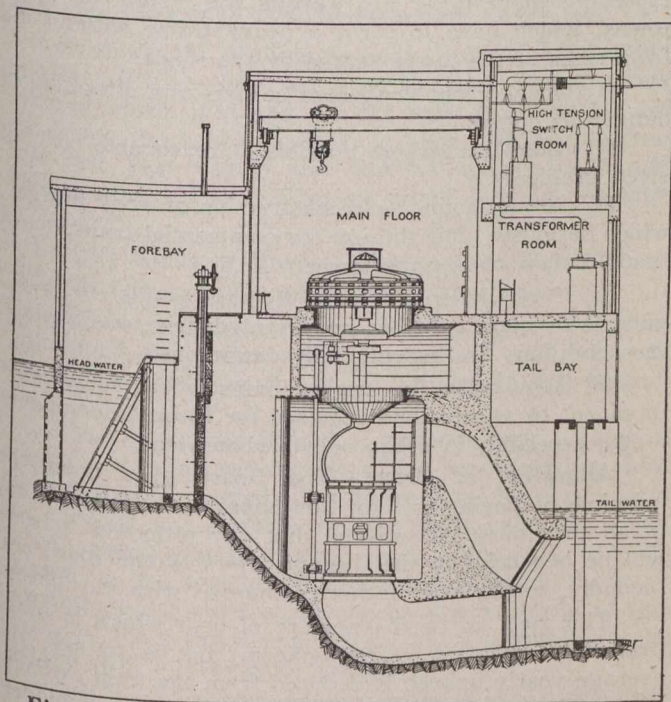 HIGH TENSION
SWITCH
ROOM
MAIN FLOOR
TRANSFORMER
ROOM
FOREBAY
HEAD WATER
TAIL BAY
TAIL WATER